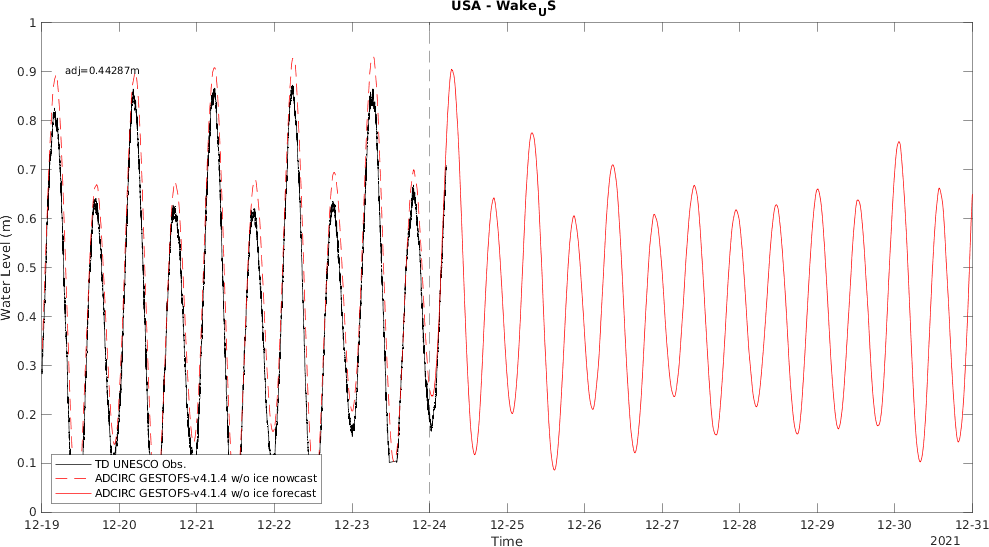 USA - Wake_US
1
0.9
0.8
0.7
0.6
0.5
0.4
0.3
0.2
0.1
0
Water Level (m)
adj=0.44287m
TD UNESCO Obs.
ADCIRC GESTOFS-v4.1.4 w/o ice nowcast
ADCIRC GESTOFS-v4.1.4 w/o ice forecast
12-19 12-20 12-21 12-22 12-23 12-24 12-25 12-26 12-27 12-28 12-29 12-30 12-31
Time
2021